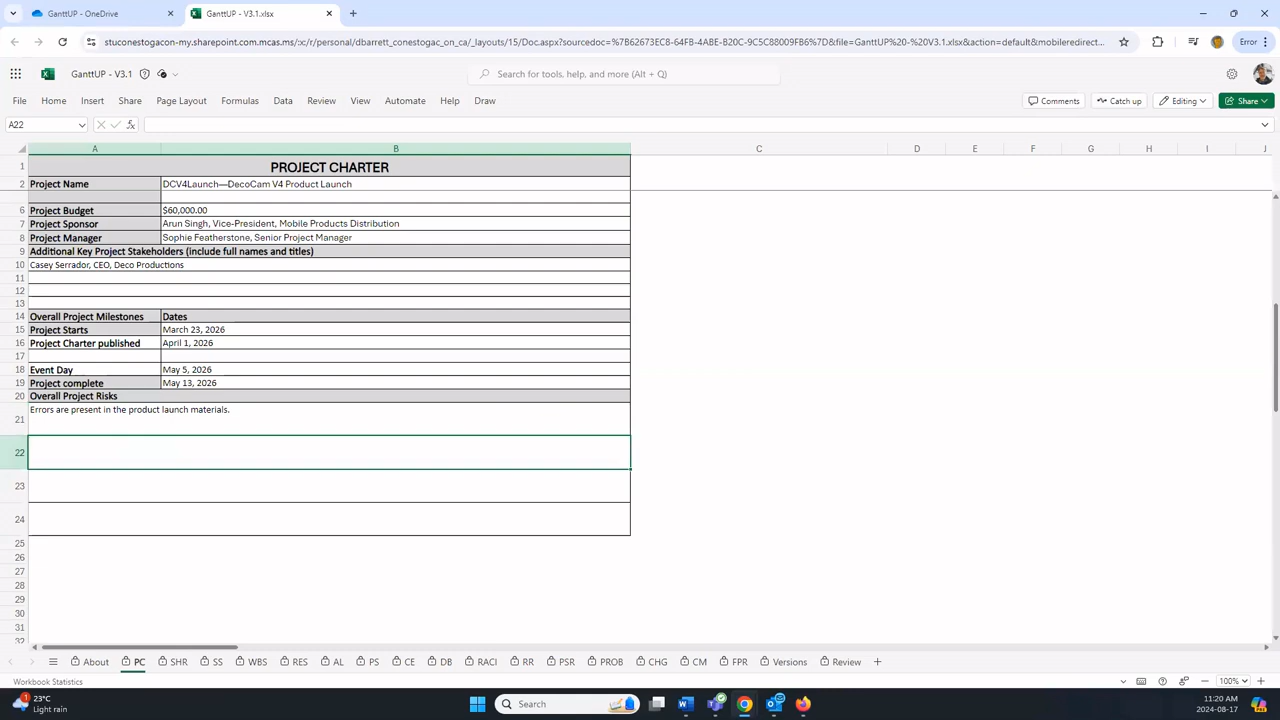 GanttUP - OneDrive
GanttUP - V3.1.xlsx
stuconestogacon-my.sharepoint.com.mcas.ms/:x:/r/personal/dbarrett_conestogac_on_ca/_layouts/15/Doc.aspx?sourcedoc=%7B62673EC8-64FB-4ABE-B20C-9C5C88009FB6%7D&file=GanttUP%20-%20V3.1.xlsx&action=default&mobileredirect...
Error
GanttUP - V3.1
Search for tools, help, and more (Alt + Q)
File Home Insert Share Page Layout Formulas Data Review View Automate Help Draw
Comments Catch up Editing Share
A22
fx
A B C D E F G H I J
1 PROJECT CHARTER
2 Project Name DCV4Launch—DecoCam V4 Product Launch
6 Project Budget $60,000.00
7 Project Sponsor Arun Singh, Vice-President, Mobile Products Distribution
8 Project Manager Sophie Featherstone, Senior Project Manager
9 Additional Key Project Stakeholders (include full names and titles)
10 Casey Serrador, CEO, Deco Productions
11
12
13
14 Overall Project Milestones Dates
15 Project Starts March 23, 2026
16 Project Charter published April 1, 2026
17
18 Event Day May 5, 2026
19 Project complete May 13, 2026
20 Overall Project Risks
21 Errors are present in the product launch materials.
22
23
24
25
26
27
28
29
30
31
32
About PC SHR SS WBS RES AL PS CE DB RACI RR PSR PROB CHG CM FPR Versions Review
Workbook Statistics
100%
1
23°C
Light rain
Search
11:20 AM
2024-08-17